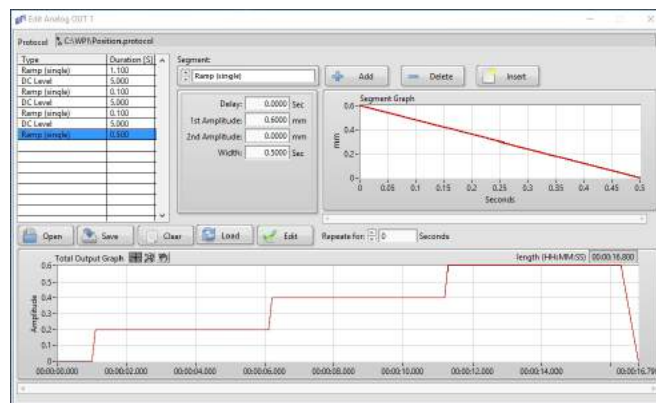 Edit Analog OUT 1
Protocol C:\WPI\Position.protocol
Type Duration [S]
Ramp (single) 1.100
DC Level 5.000
Ramp (single) 0.100
DC Level 5.000
Ramp (single) 0.100
DC Level 5.000
Ramp (single) 0.500
Segment:
Ramp (single)
Add Delete Insert
Delay: 0.0000 Sec
1st Amplitude: 0.6000 mm
2nd Amplitude: 0.0000 mm
Width: 0.5000 Sec
Segment Graph
0.6
0.4
0.2
0
mm
0 0.05 0.1 0.15 0.2 0.25 0.3 0.35 0.4 0.45 0.5
Seconds
Open Save Clear Load Edit Repeats for: 0 Seconds
Total Output Graph length (HH:MM:SS) 00:00:16.800
0.6
0.5
0.4
0.3
0.2
0.1
0
Amplitude
00:00:00.000 00:00:02.000 00:00:04.000 00:00:06.000 00:00:08.000 00:00:10.000 00:00:12.000 00:00:14.000 00:00:16.79